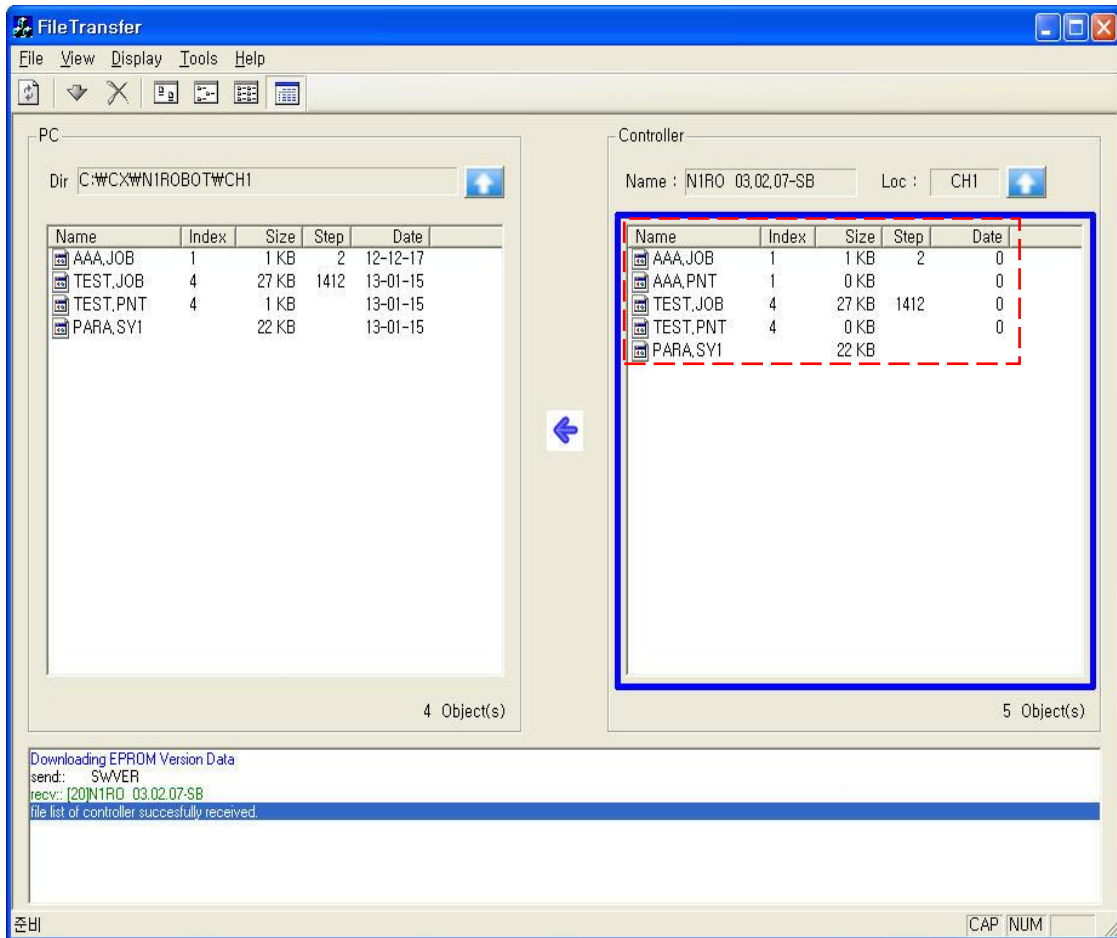 FileTransfer
File View Display Tools Help
PC
Dir C:₩CX₩N1ROBOT₩CH1
Name Index Size Step Date
AAA.JOB 1 1 KB 2 12-12-17
TEST.JOB 4 27 KB 1412 13-01-15
TEST.PNT 4 1 KB 13-01-15
PARA.SY1 22 KB 13-01-15
4 Object(s)
Controller
Name : N1RO 03.02.07-SB Loc : CH1
Name Index Size Step Date
AAA.JOB 1 1 KB 2 0
AAA.PNT 1 0 KB 0
TEST.JOB 4 27 KB 1412 0
TEST.PNT 4 0 KB 0
PARA.SY1 22 KB
5 Object(s)
Downloading EPROM Version Data
send:: SWVER
recv:: [20]N1RO 03.02.07-SB
file list of controller succesfully received.
준비 CAP NUM